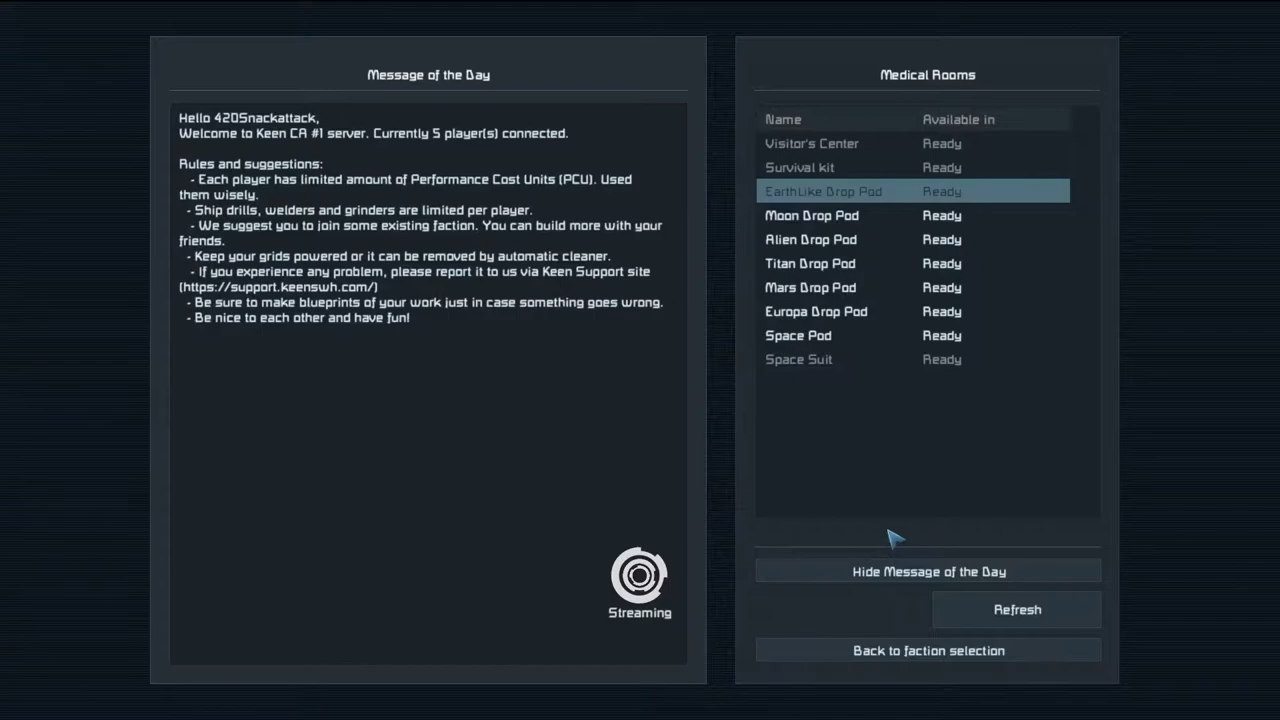 Message of the Day
Hello 420Snackattack,
Welcome to Keen CA #1 server. Currently 5 player(s) connected.
Rules and suggestions:
- Each player has limited amount of Performance Cost Units (PCU). Used
them wisely.
- Ship drills, welders and grinders are limited per player.
- We suggest you to join some existing faction. You can build more with your
friends.
- Keep your grids powered or it can be removed by automatic cleaner.
- If you experience any problem, please report it to us via Keen Support site
(https://support.keenswh.com/)
- Be sure to make blueprints of your work just in case something goes wrong.
- Be nice to each other and have fun!
Streaming
Medical Rooms
Name Available in
Visitor's Center Ready
Survival kit Ready
EarthLike Drop Pod Ready
Moon Drop Pod Ready
Alien Drop Pod Ready
Titan Drop Pod Ready
Mars Drop Pod Ready
Europa Drop Pod Ready
Space Pod Ready
Space Suit Ready
Hide Message of the Day
Refresh
Back to faction selection